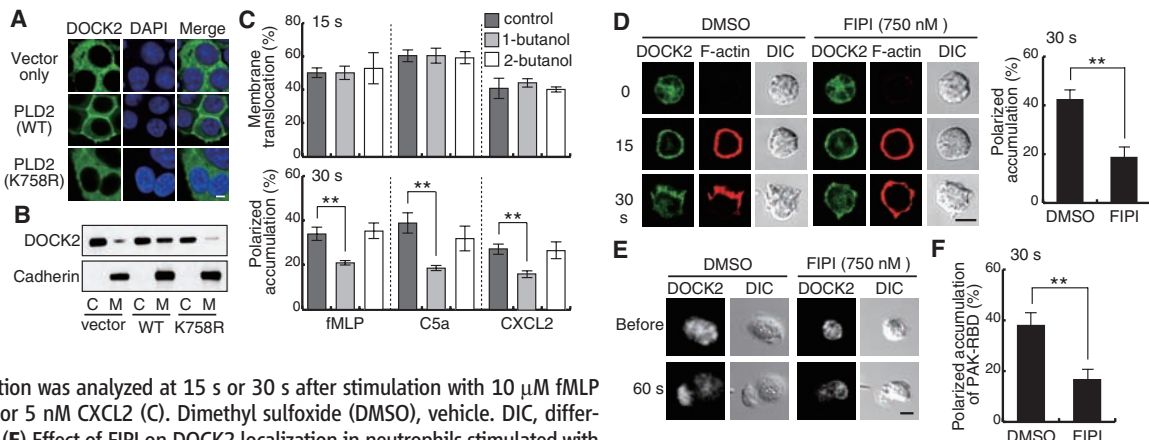 A
DOCK2 DAPI Merge
Vector only
PLD2 (WT)
PLD2 (K758R)
B
DOCK2
Cadherin
C M C M C M
vector WT K758R
C
15 s
control
1-butanol
2-butanol
Membrane translocation (%)
80
60
40
20
0
30 s
Polarized accumulation (%)
60
40
20
0
** ** **
fMLP C5a CXCL2
D
DMSO FIPI (750 nM )
DOCK2 F-actin DIC DOCK2 F-actin DIC
0
15
30 s
30 s
Polarized accumulation (%)
60
40
20
0
**
DMSO FIPI
E
DMSO FIPI (750 nM )
DOCK2 DIC DOCK2 DIC
Before
60 s
F
30 s
Polarized accumulation of PAK-RBD (%)
60
40
20
0
**
DMSO FIPI
tion was analyzed at 15 s or 30 s after stimulation with 10 μM fMLP
or 5 nM CXCL2 (C). Dimethyl sulfoxide (DMSO), vehicle. DIC, differ-
(E) Effect of FIPI on DOCK2 localization in neutrophils stimulated with